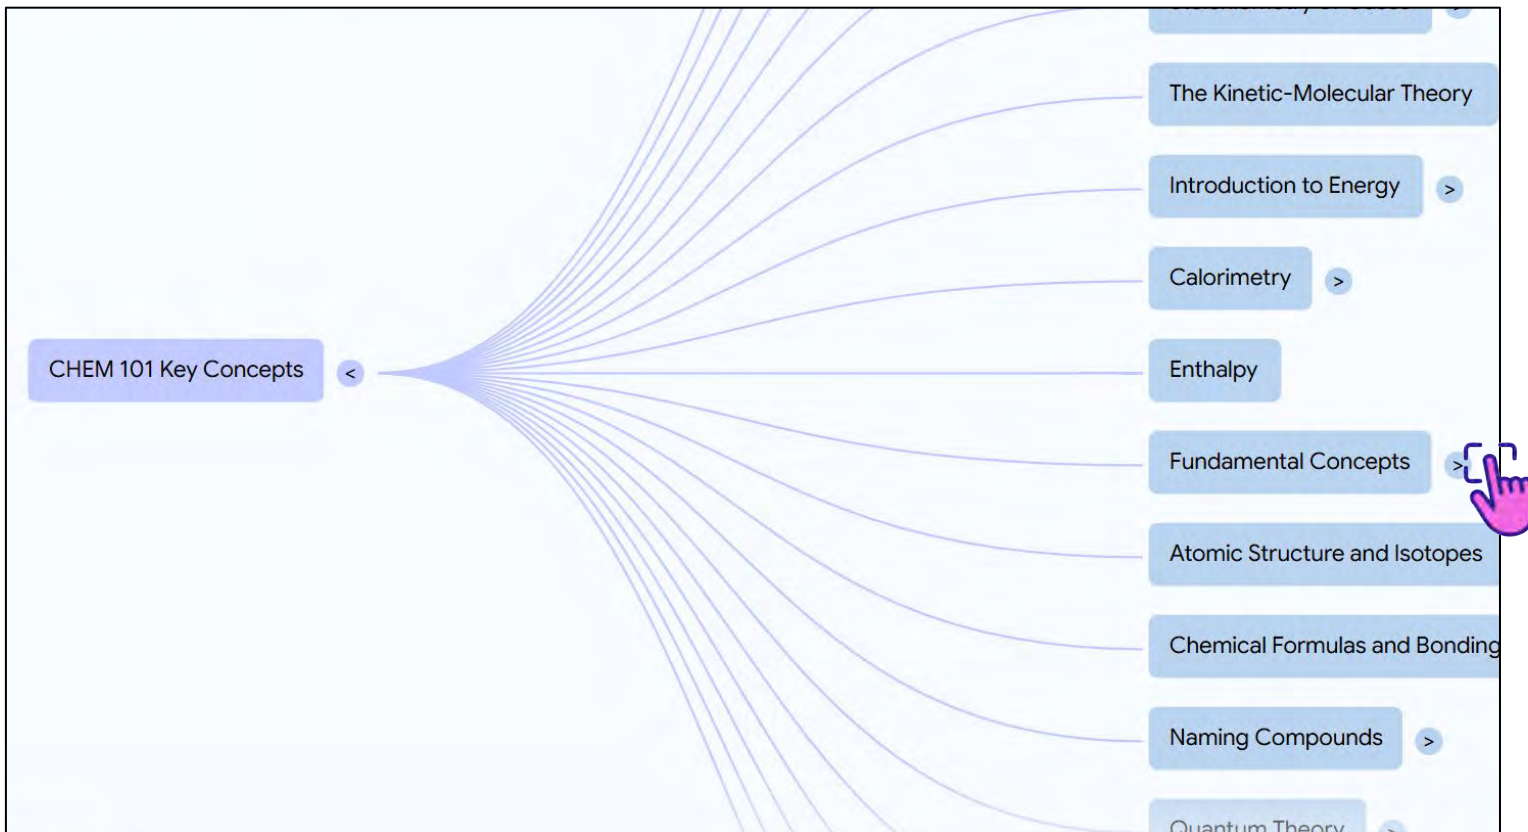 The Kinetic-Molecular Theory
Introduction to Energy
>
Calorimetry
>
CHEM 101 Key Concepts
<
Enthalpy
Fundamental Concepts
>
Atomic Structure and Isotopes
Chemical Formulas and Bonding
Naming Compounds
>
Quantum Theory
>